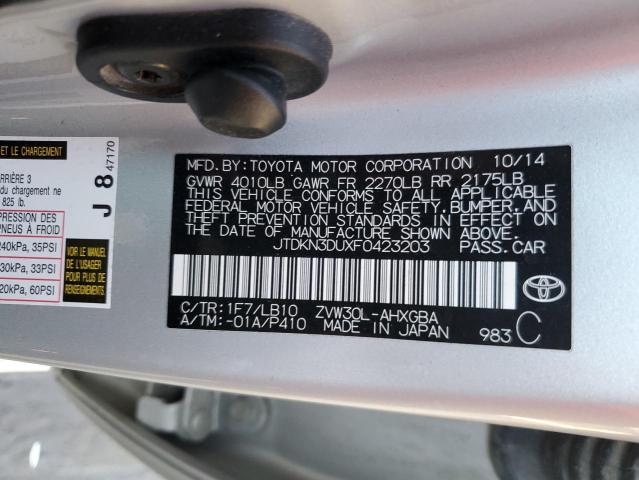 ET LE CHARGEMENT
ARRIÈRE 3
du chargement ne
825 lb.
PRESSION DES
PNEUS À FROID
240kPa, 35PSI
30kPa, 33PSI
20kPa, 60PSI
VOIR LE MANUEL
DE L'USAGER
POUR PLUS DE
RENSEIGNEMENTS
J 8 47170
MFD.BY:TOYOTA MOTOR CORPORATION 10/14
GVWR 4010LB GAWR FR 2270LB RR 2175LB
THIS VEHICLE CONFORMS TO ALL APPLICABLE
FEDERAL MOTOR VEHICLE SAFETY,BUMPER,AND
THEFT PREVENTION STANDARDS IN EFFECT ON
THE DATE OF MANUFACTURE SHOWN ABOVE.
JTDKN3DUXF0423203 PASS.CAR
TOYOTA
C/TR:1F7/LB10 ZVW30L-AHXGBA
A/TM:-01A/P410 MADE IN JAPAN 983 C